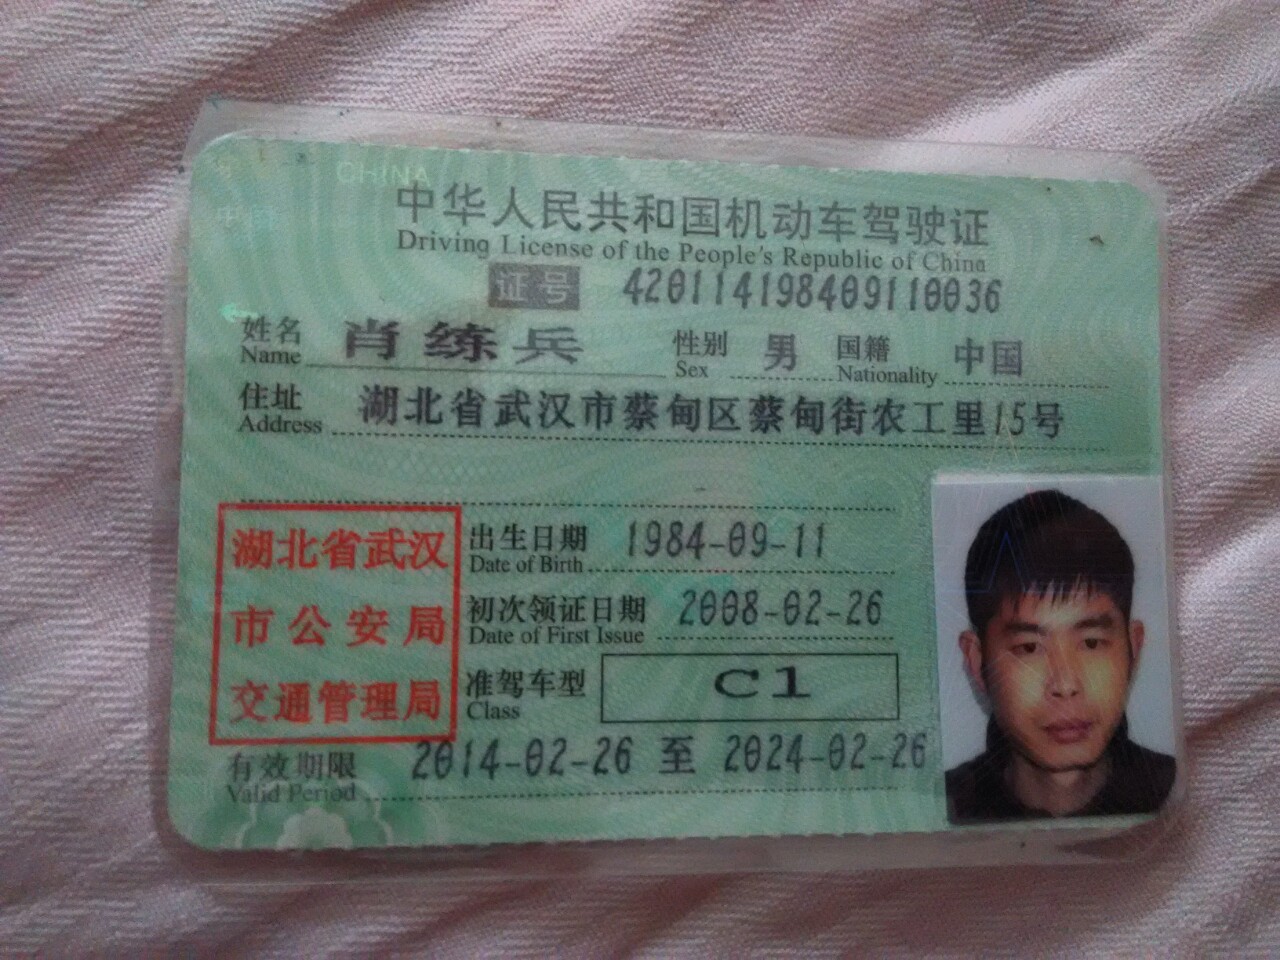 CHINA
中国
中华人民共和国机动车驾驶证
Driving License of the People's Republic of China
证号 420114198409110036
姓名 肖练兵 性别 男 国籍 中国
Name Sex Nationality
住址 湖北省武汉市蔡甸区蔡甸街农工里15号
Address
湖北省武汉
市公安局
交通管理局
出生日期 1984-09-11
Date of Birth
初次领证日期 2008-02-26
Date of First Issue
准驾车型 C1
Class
有效期限 2014-02-26 至 2024-02-26
Valid Period